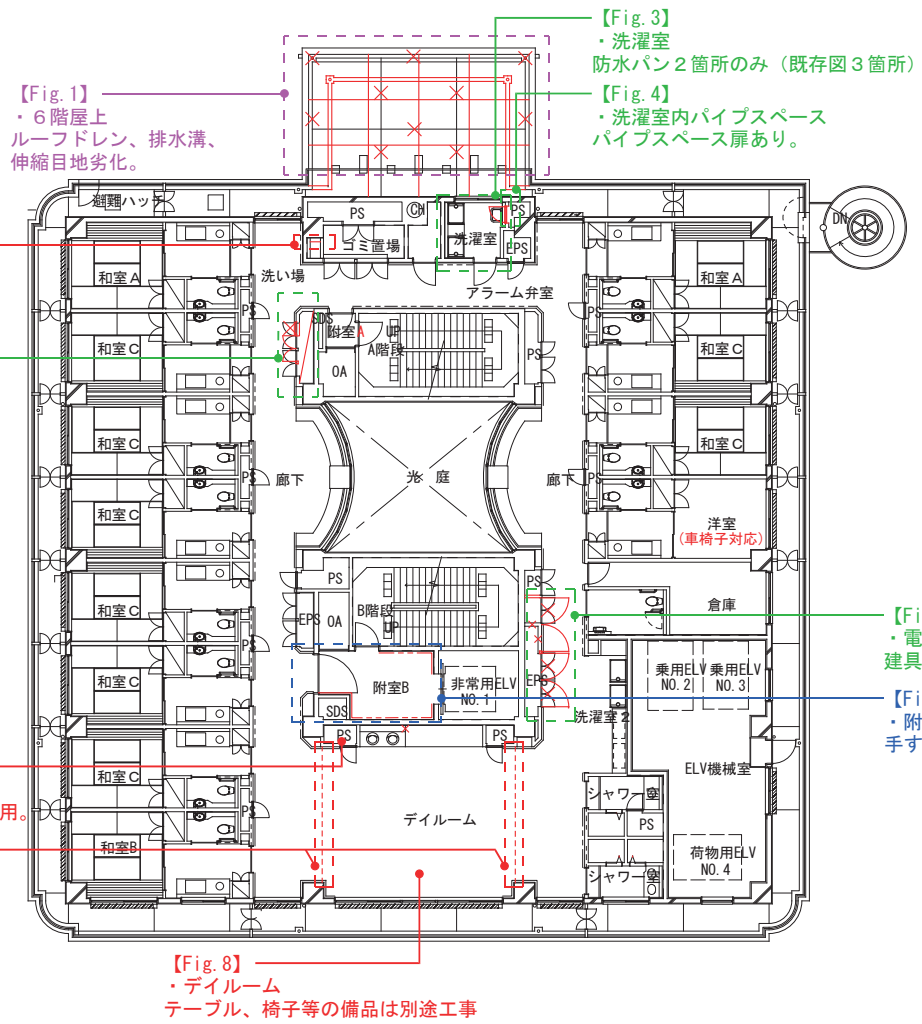 【Fig.3】
・洗濯室
防水パン２箇所のみ（既存図３箇所）
【Fig.1】
・６階屋上
ルーフドレン、排水溝、
伸縮目地劣化。
【Fig.4】
・洗濯室内パイプスペース
パイプスペース扉あり。
避難ハッチ
PS
CH
PS
DN
ゴミ置場
洗濯室
EPS
和室A
洗い場
和室A
アラーム弁室
PS
SDS
PS
附室A
UP
A階段
和室C
OA
PS
和室C
和室C
和室C
PS
廊下
光 庭
廊下
PS
和室C
洋室
(車椅子対応)
PS
PS
和室C
EPS
OA
B階段
UP
倉庫
【Fi
・電
建具
和室C
附室B
非常用ELV
NO.1
EPS
乗用ELV
NO.2
乗用ELV
NO.3
【Fi
・附
手す
SDS
洗濯室２
PS
PS
和室C
ELV機械室
用。
PS
デイルーム
シャワー室
PS
和室B
荷物用ELV
NO.4
シャワー室
【Fig.8】
・デイルーム
テーブル、椅子等の備品は別途工事